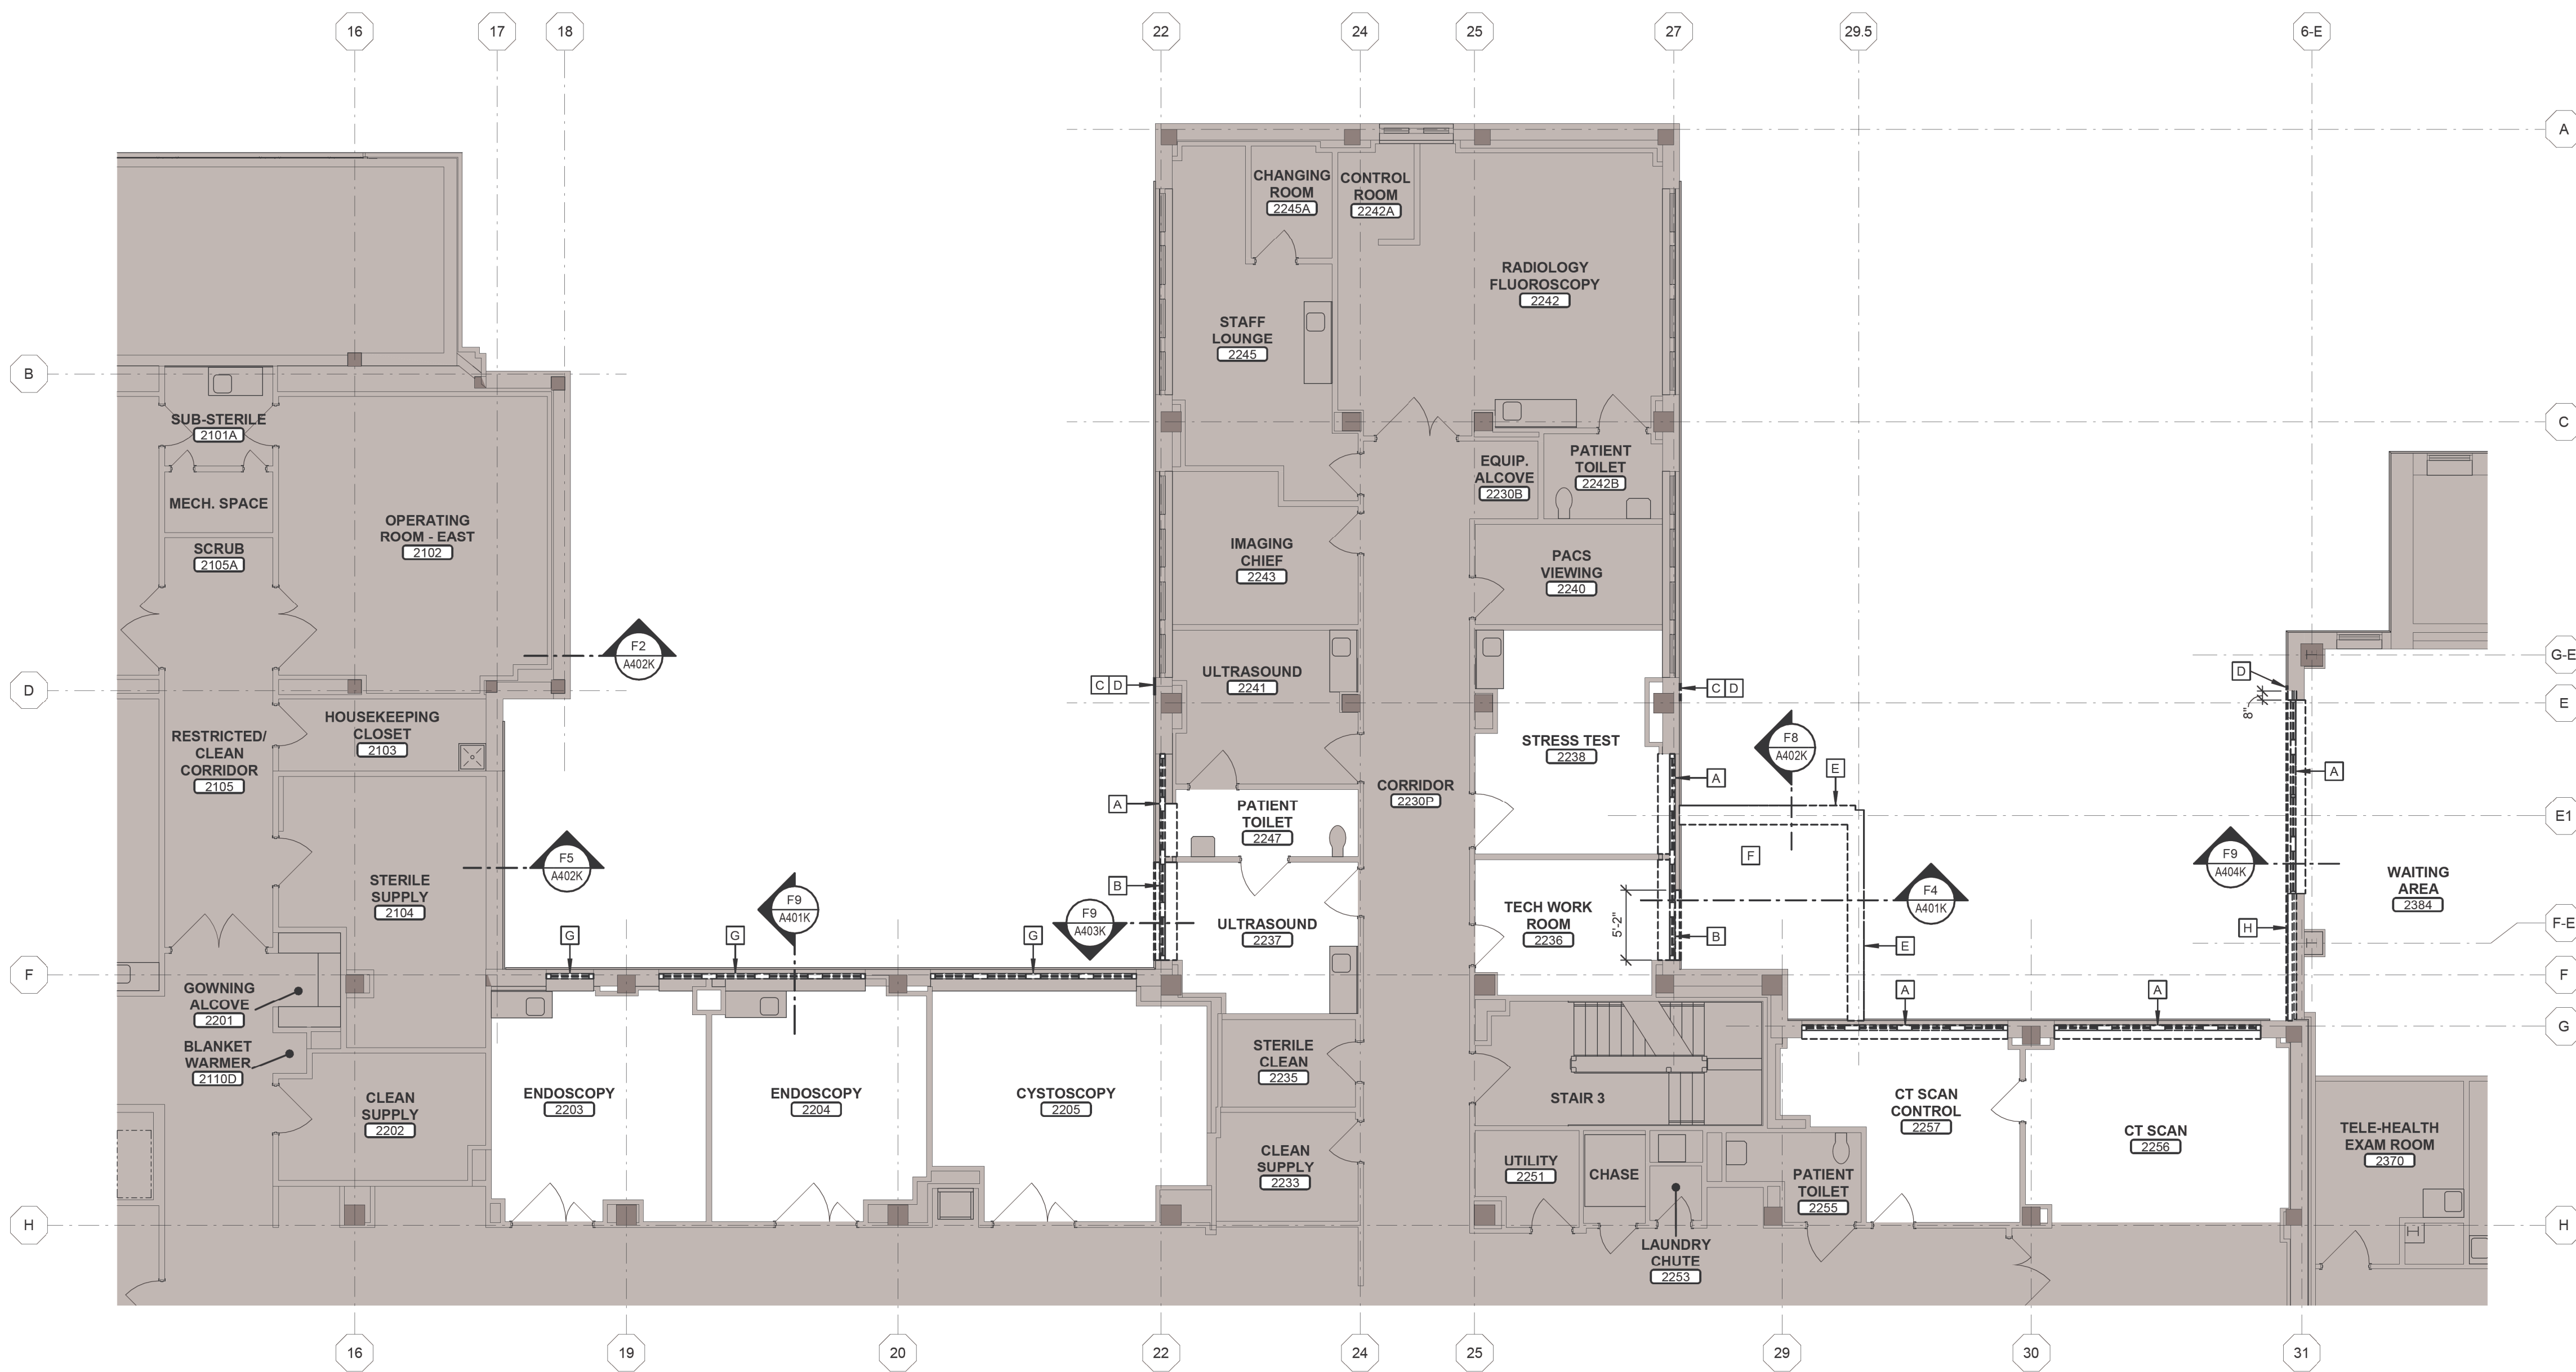 16
17
18
22
24
25
27
29.5
6-E
A
CHANGING
ROOM
2245A
CONTROL
ROOM
2242A
RADIOLOGY
FLUOROSCOPY
2242
STAFF
LOUNGE
2245
B
SUB-STERILE
2101A
C
MECH. SPACE
EQUIP.
ALCOVE
2230B
PATIENT
TOILET
2242B
OPERATING
ROOM - EAST
2102
SCRUB
2105A
IMAGING
CHIEF
2243
PACS
VIEWING
2240
F2
A402K
G-E
D
D
ULTRASOUND
2241
C D
C D
E
8"
HOUSEKEEPING
CLOSET
2103
RESTRICTED/
CLEAN
CORRIDOR
2105
STRESS TEST
2238
F8
A402K
E
A
A
CORRIDOR
2230P
A
PATIENT
TOILET
2247
E1
F5
A402K
F
F9
A404K
STERILE
SUPPLY
2104
B
WAITING
AREA
2384
F9
A401K
F9
A403K
ULTRASOUND
2237
TECH WORK
ROOM
2236
5'-2"
F4
A401K
F-E
G
G
G
B
E
H
F
F
GOWNING
ALCOVE
2201
A
A
G
BLANKET
WARMER
2110D
STERILE
CLEAN
2235
CLEAN
SUPPLY
2202
ENDOSCOPY
2203
ENDOSCOPY
2204
CYSTOSCOPY
2205
STAIR 3
CT SCAN
CONTROL
2257
CT SCAN
2256
TELE-HEALTH
EXAM ROOM
2370
CLEAN
SUPPLY
2233
UTILITY
2251
CHASE
PATIENT
TOILET
2255
H
H
LAUNDRY
CHUTE
2253
16
19
20
22
24
25
29
30
31